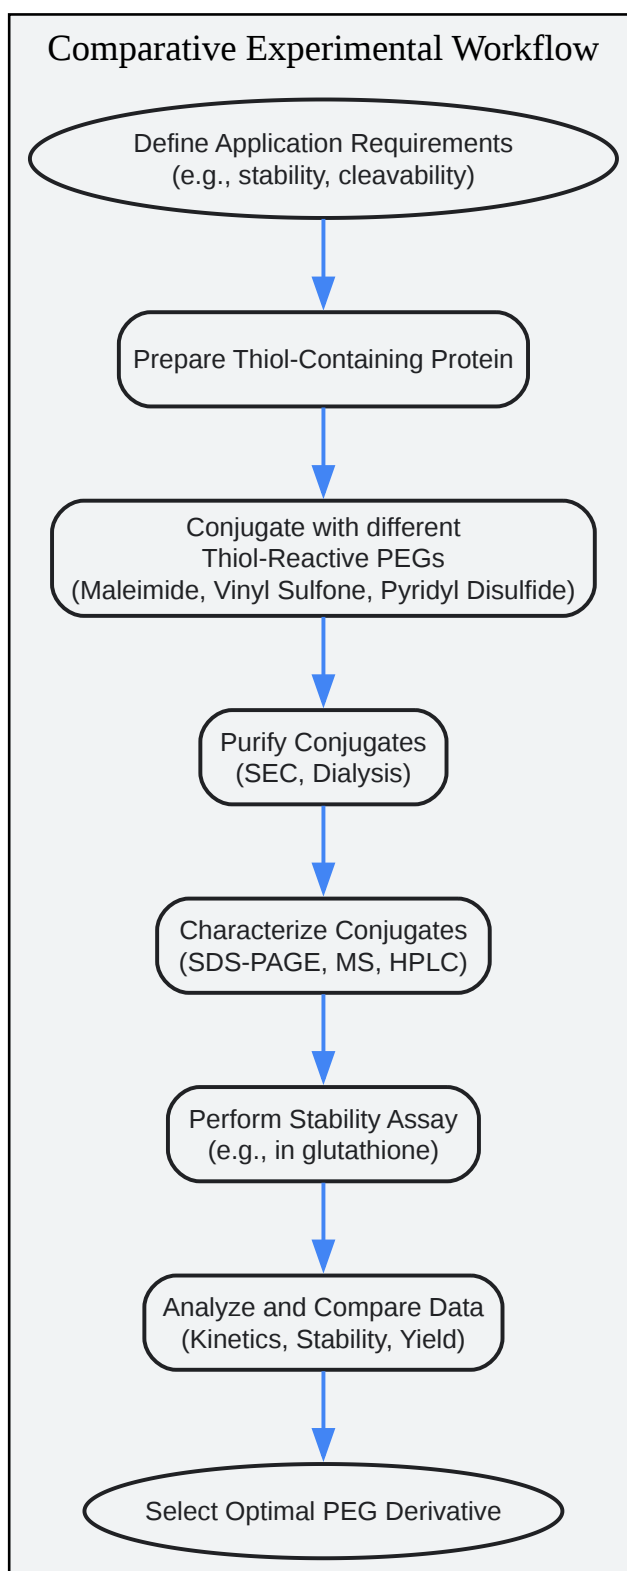 Comparative Experimental Workflow
Define Application Requirements
(e.g., stability, cleavability)
Prepare Thiol-Containing Protein
Conjugate with different
Thiol-Reactive PEGs
(Maleimide, Vinyl Sulfone, Pyridyl Disulfide)
Purify Conjugates
(SEC, Dialysis)
Characterize Conjugates
(SDS-PAGE, MS, HPLC)
Perform Stability Assay
(e.g., in glutathione)
Analyze and Compare Data
(Kinetics, Stability, Yield)
Select Optimal PEG Derivative